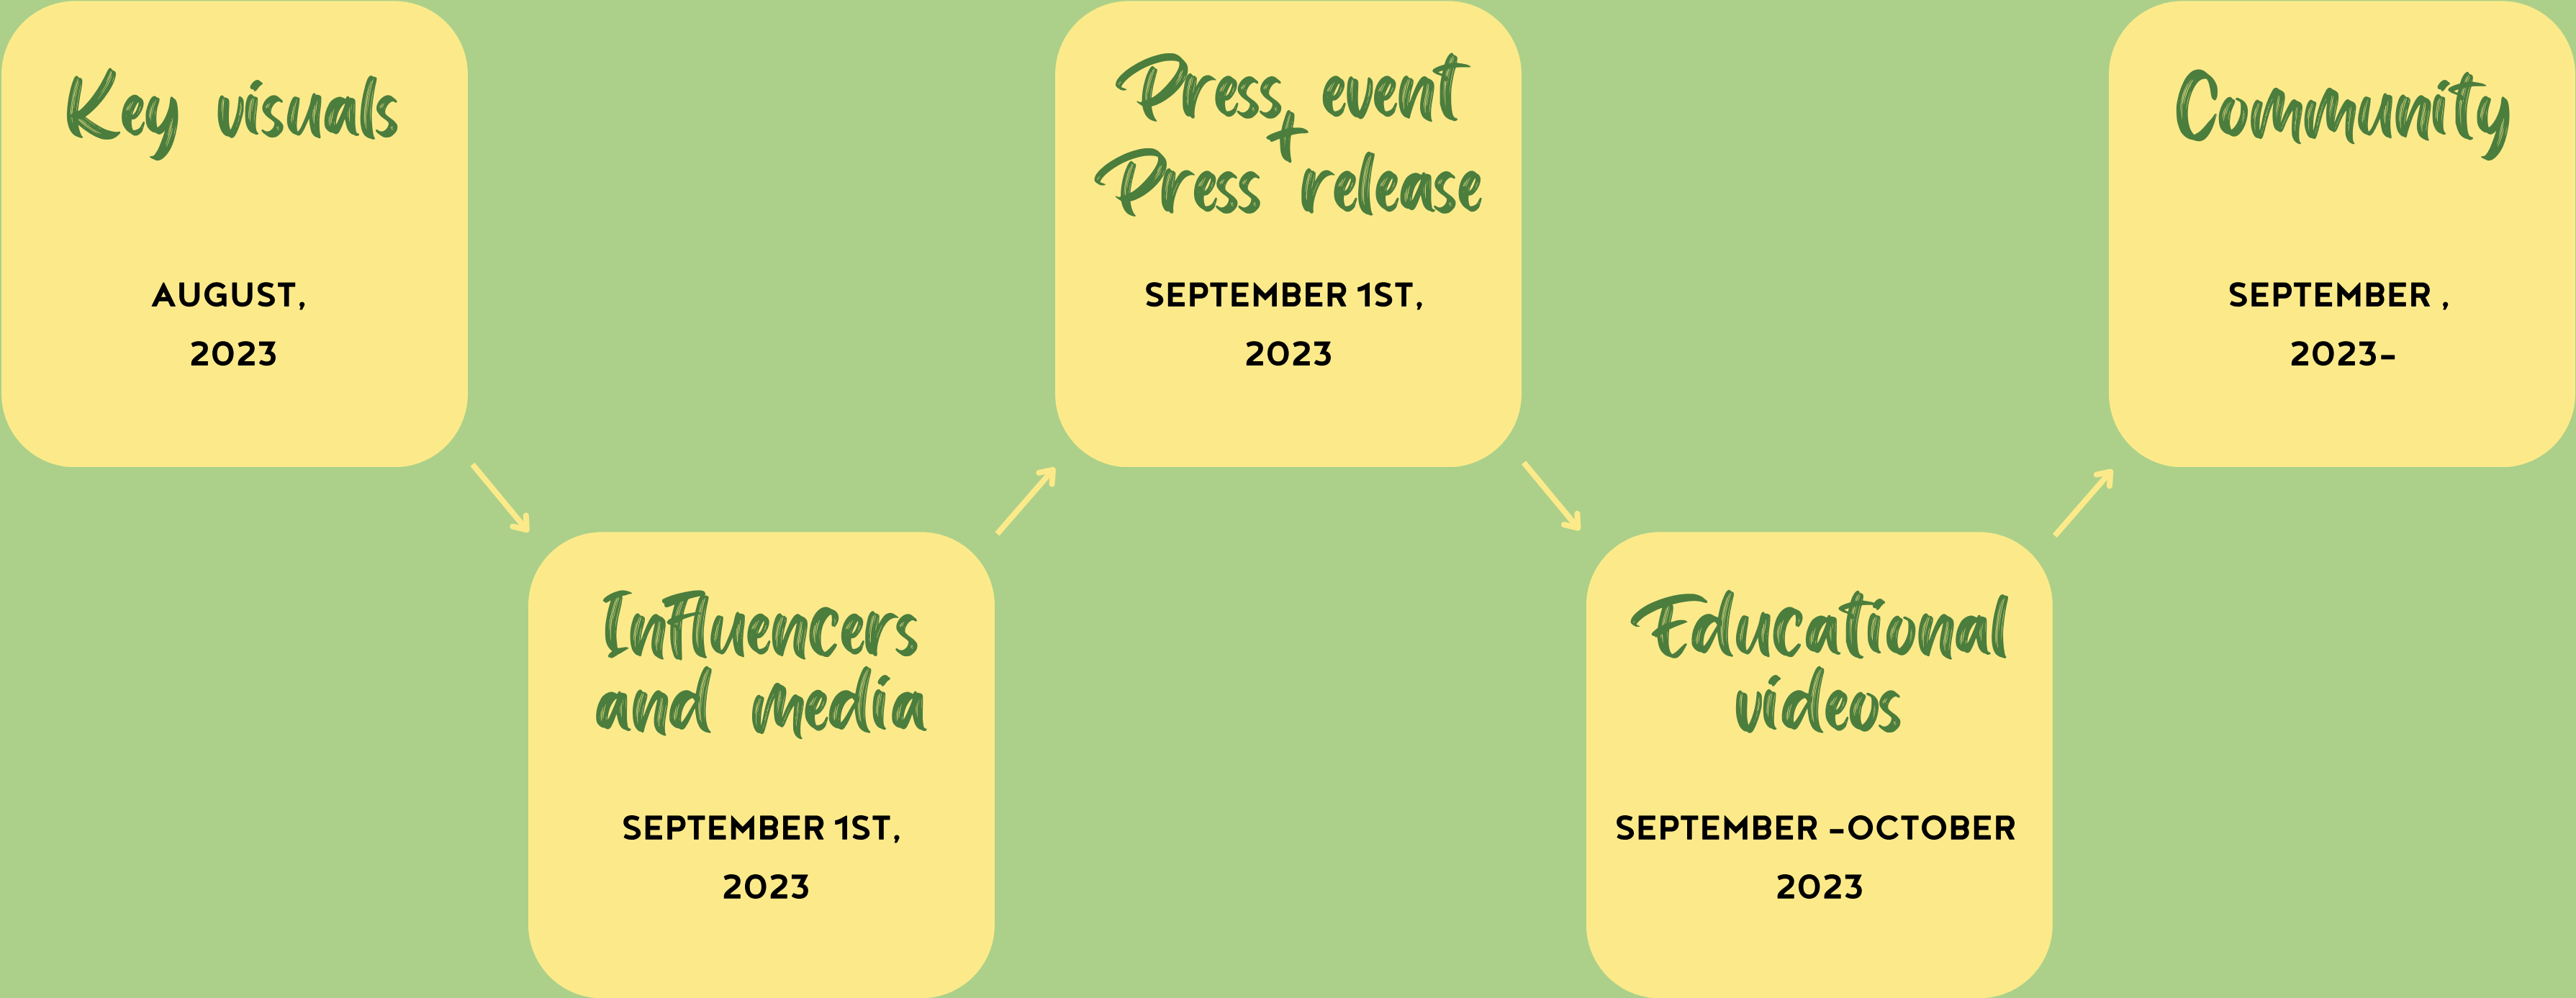 Key visuals
AUGUST,
2023
Influencers
and media
SEPTEMBER 1ST,
2023
Press event
+
Press release
SEPTEMBER 1ST,
2023
Educational
videos
SEPTEMBER -OCTOBER
2023
Community
SEPTEMBER ,
2023-